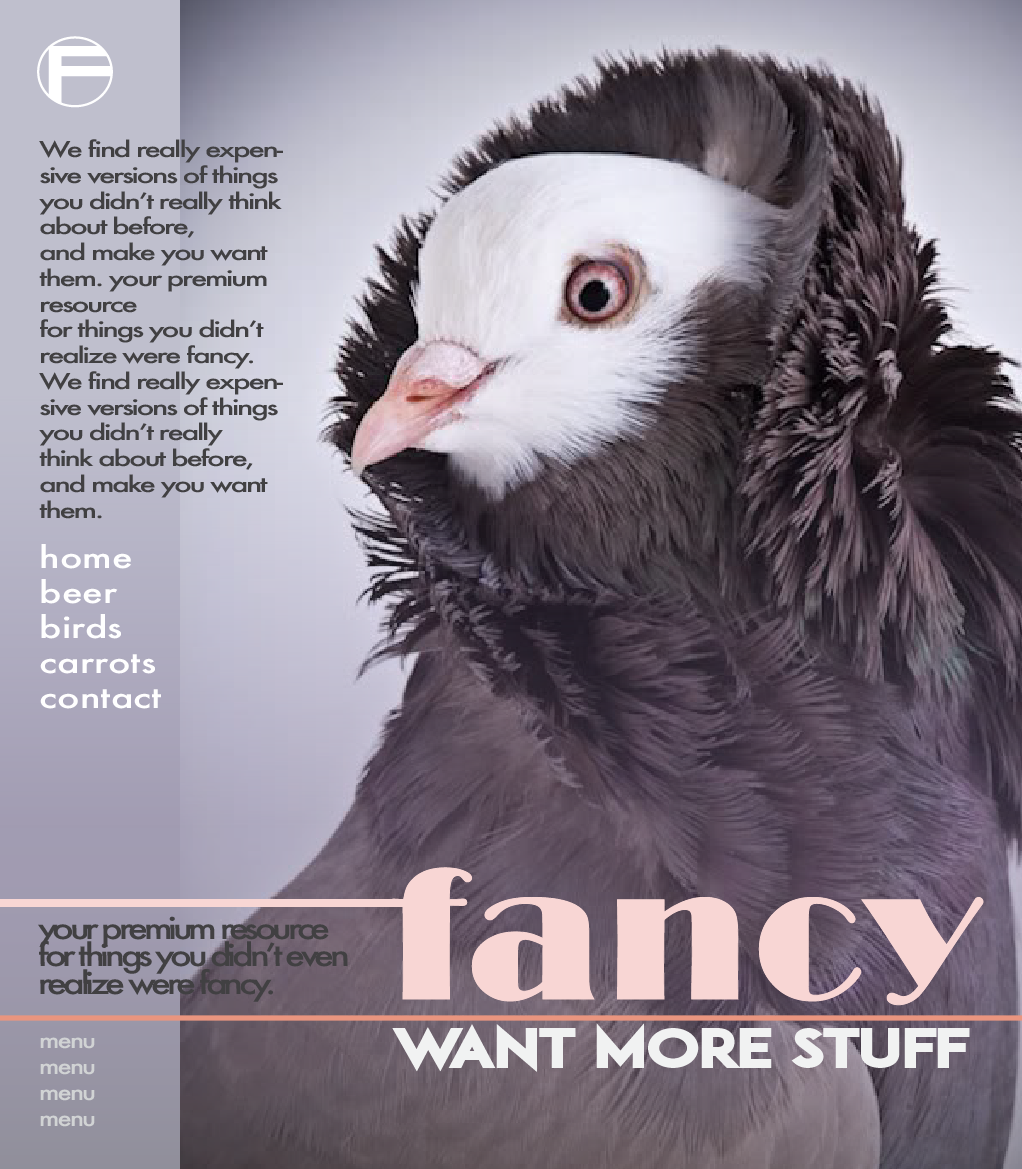 F
We find really expen-
sive versions of things
you didn't really think
about before,
and make you want
them. your premium
resource
for things you didn't
realize were fancy.
We find really expen-
sive versions of things
you didn't really
think about before,
and make you want
them.
home
beer
birds
carrots
contact
your premium resource
for things you didn't even
realize were fancy.
fancy
WANT MORE STUFF
menu
menu
menu
menu